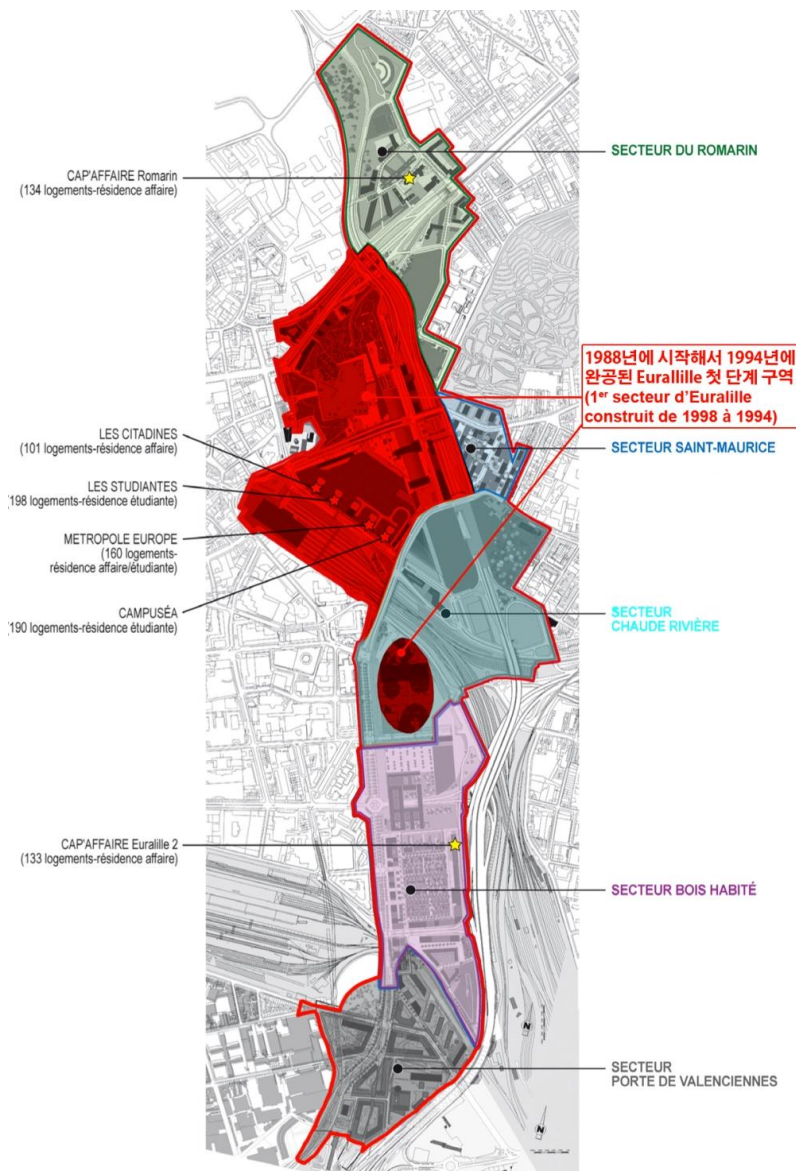 SECTEUR DU ROMARIN
CAP'AFFAIRE Romarin
(134 logements-résidence affaire)
1988년에 시작해서 1994년에
완공된 Eurallille 첫 단계 구역
(1er secteur d'Euralille
construit de 1998 à 1994)
LES CITADINES
(101 logements-résidence affaire)
SECTEUR SAINT-MAURICE
LES STUDIANTES
(198 logements-résidence étudiante)
METROPOLE EUROPE
(160 logements-
résidence affaire/étudiante)
CAMPUSÉA
(190 logements-résidence étudiante)
SECTEUR
CHAUDE RIVIÈRE
CAP'AFFAIRE Euralille 2
(133 logements-résidence affaire)
SECTEUR BOIS HABITÉ
N
SECTEUR
PORTE DE VALENCIENNES
N